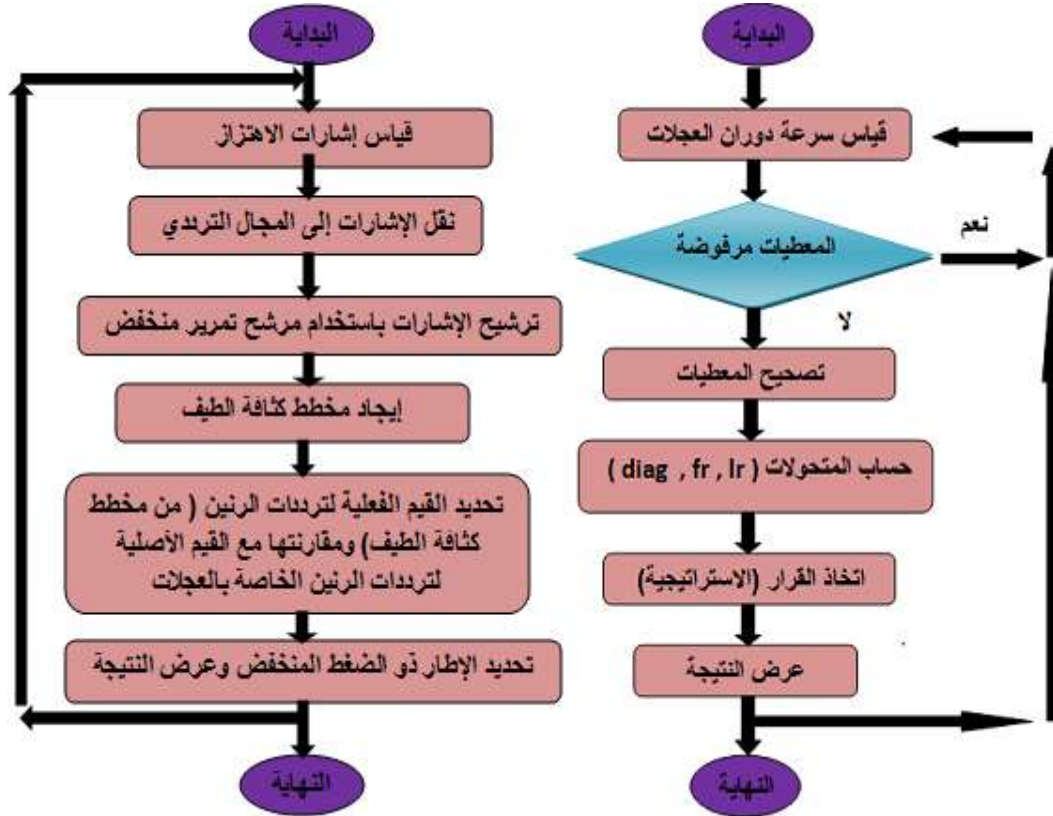 البداية
قياس سرعة دوران العجلات
المعطيات مرفوضة
نعم
لا
تصحيح المعطيات
حساب المتحولات ( diag , fr , lr )
اتخاذ القرار (الاستراتيجية)
عرض النتيجة
النهاية
البداية
قياس إشارات الاهتزاز
نقل الإشارات إلى المجال الترددي
ترشيح الإشارات باستخدام مرشح تمرير منخفض
إيجاد مخطط كثافة الطيف
تحديد القيم الفعلية لترددات الرنين ( من مخطط
كثافة الطيف) ومقارنتها مع القيم الأصلية
لترددات الرنين الخاصة بالعجلات
تحديد الإطار ذو الضغط المنخفض وعرض النتيجة
النهاية